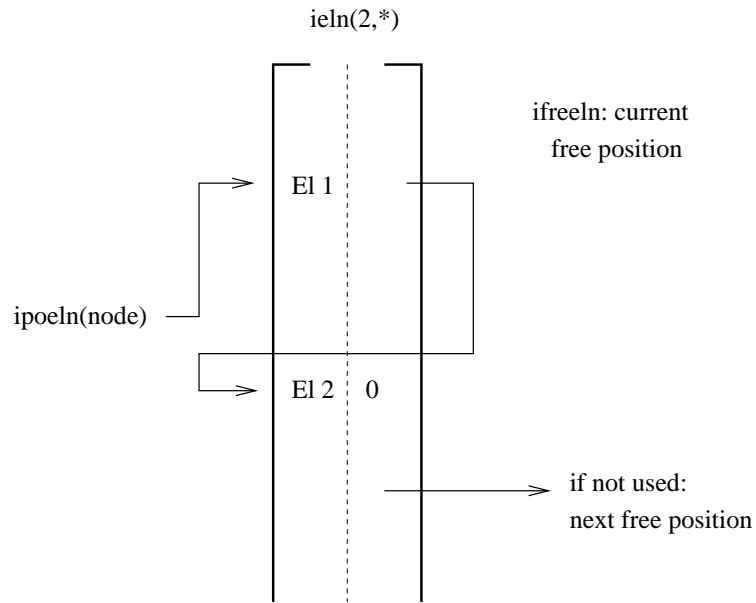 ieln(2,*)
ifreeln: current
free position
El 1
ipoeln(node)
El 2 0
if not used:
next free position